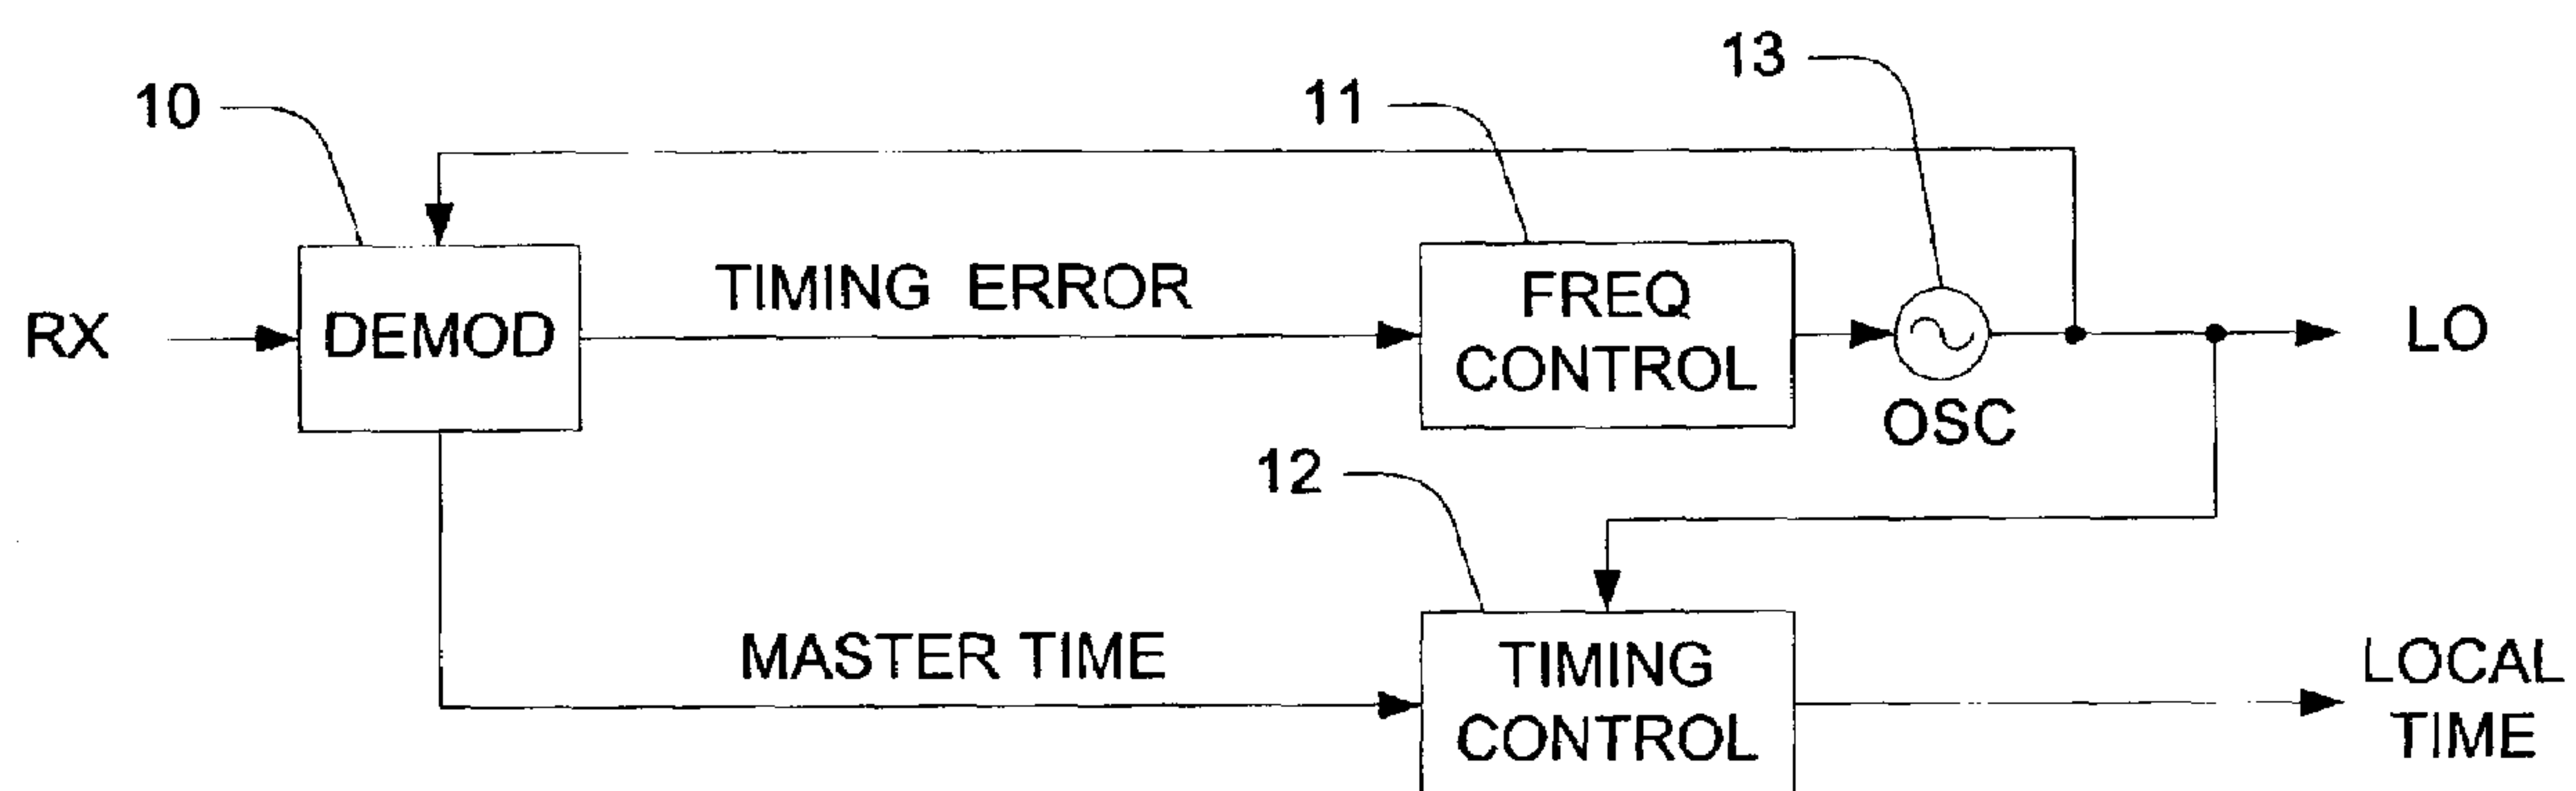 13
10
11
TIMING ERROR
FREQ
CONTROL
RX
DEMOD
LO
OSC
12
MASTER TIME
TIMING
CONTROL
LOCAL
TIME